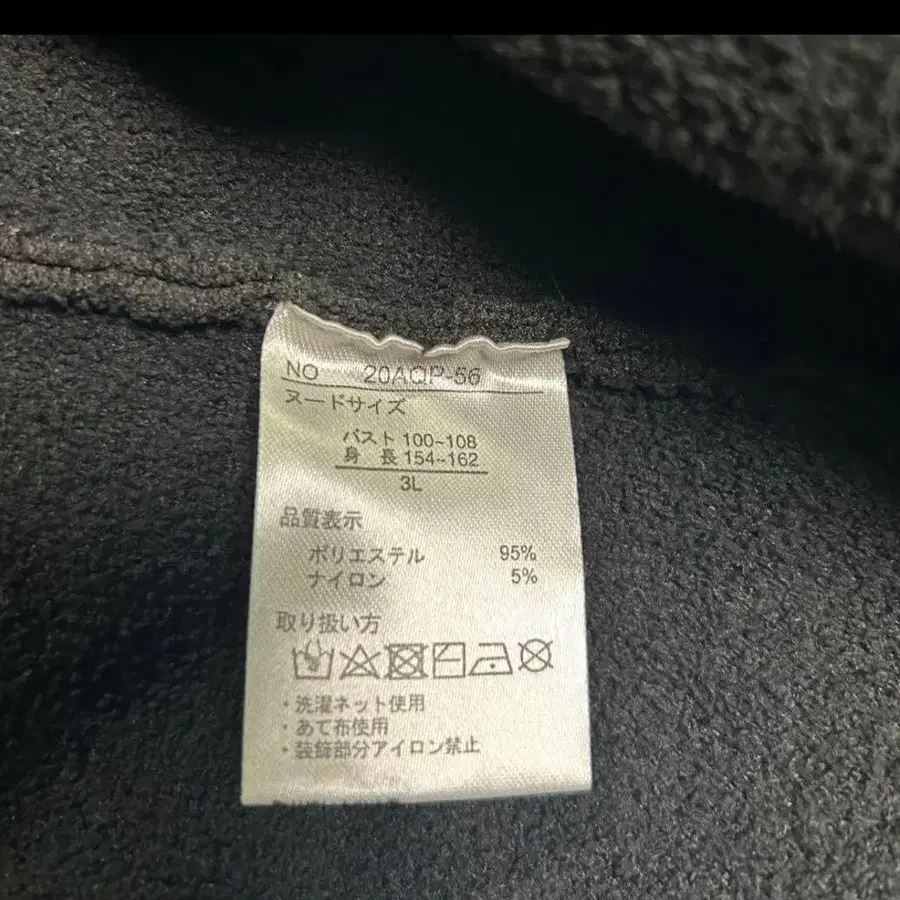 NO 20AQP-56
ヌードサイズ
バスト 100~108
身 長 154~162
3L
品質表示
ポリエステル 95%
ナイロン 5%
取り扱い方
・洗濯ネット使用
・あて布使用
・装飾部分アイロン禁止